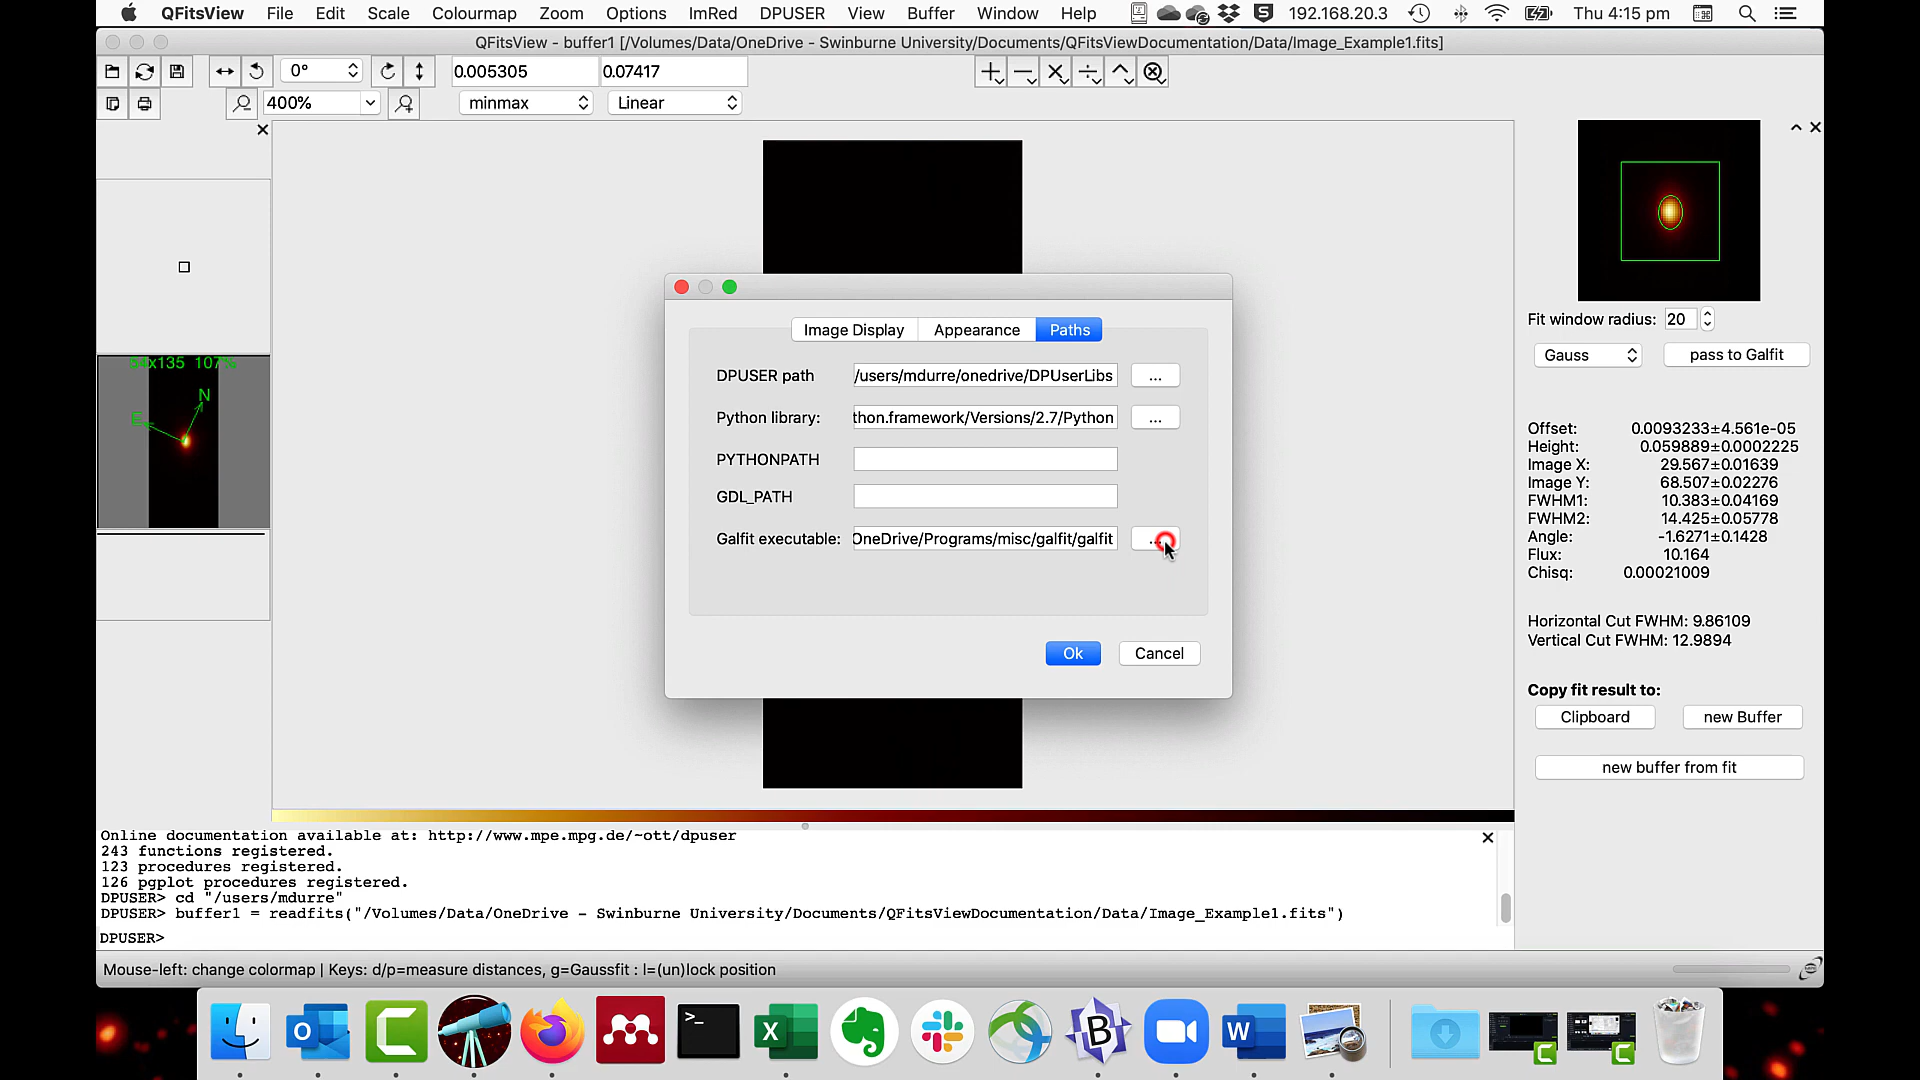 QFitsView File Edit Scale Colourmap Zoom Options ImRed DPUSER View Buffer Window Help 192.168.20.3 Thu 4:15 pm
QFitsView - buffer1 [/Volumes/Data/OneDrive - Swinburne University/Documents/QFitsViewDocumentation/Data/Image_Example1.fits]
0° 0.005305 0.07417
400% minmax Linear
54x135 107%
N
E
Image Display Appearance Paths
DPUSER path /users/mdurre/onedrive/DPUserLibs ...
Python library: thon.framework/Versions/2.7/Python ...
PYTHONPATH
GDL_PATH
Galfit executable: OneDrive/Programs/misc/galfit/galfit ...
Ok Cancel
Fit window radius: 20
Gauss pass to Galfit
Offset: 0.0093233±4.561e-05
Height: 0.059889±0.0002225
Image X: 29.567±0.01639
Image Y: 68.507±0.02276
FWHM1: 10.383±0.04169
FWHM2: 14.425±0.05778
Angle: -1.6271±0.1428
Flux: 10.164
Chisq: 0.00021009
Horizontal Cut FWHM: 9.86109
Vertical Cut FWHM: 12.9894
Copy fit result to:
Clipboard new Buffer
new buffer from fit
Online documentation available at: http://www.mpe.mpg.de/~ott/dpuser
243 functions registered.
123 procedures registered.
126 pgplot procedures registered.
DPUSER> cd "/users/mdurre"
DPUSER> buffer1 = readfits("/Volumes/Data/OneDrive - Swinburne University/Documents/QFitsViewDocumentation/Data/Image_Example1.fits")
DPUSER>
Mouse-left: change colormap | Keys: d/p=measure distances, g=Gaussfit : l=(un)lock position